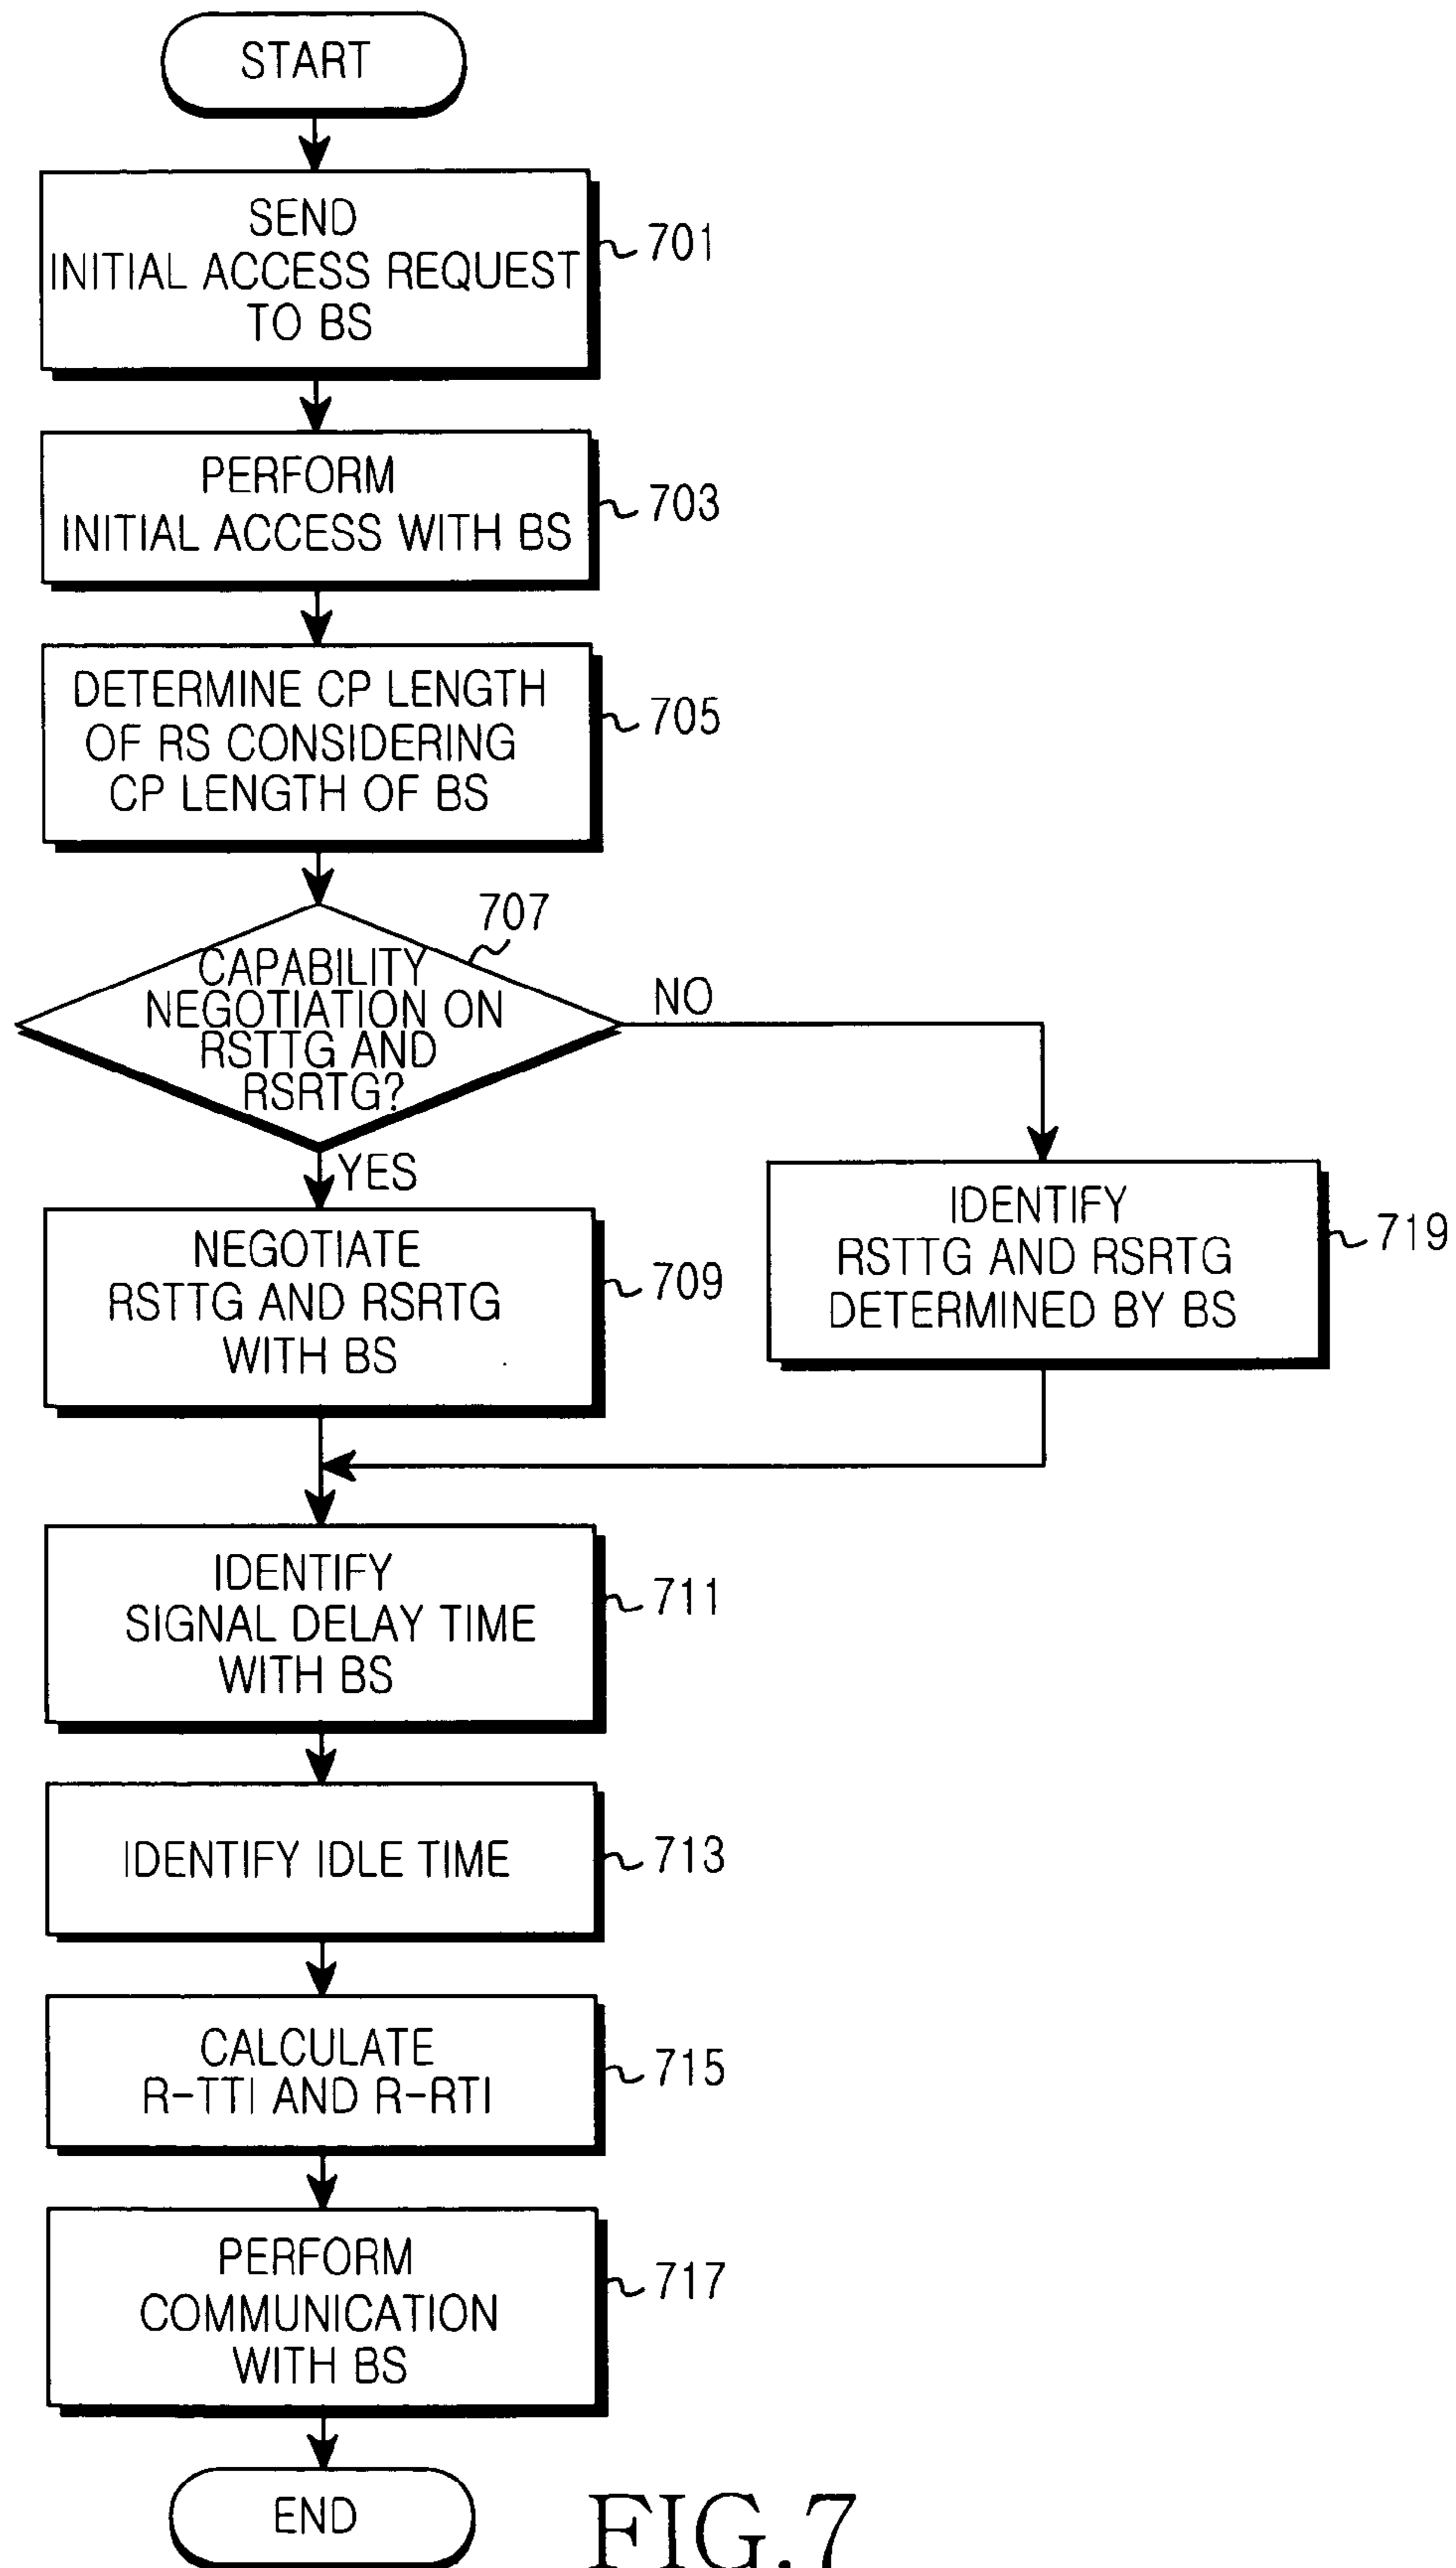 START
SEND
INITIAL ACCESS REQUEST
TO BS
701
PERFORM
INITIAL ACCESS WITH BS
703
DETERMINE CP LENGTH
OF RS CONSIDERING
CP LENGTH OF BS
705
707
CAPABILITY
NEGOTIATION ON
RSTTG AND
RSRTG?
NO
YES
NEGOTIATE
RSTTG AND RSRTG
WITH BS
709
IDENTIFY
RSTTG AND RSRTG
DETERMINED BY BS
719
IDENTIFY
SIGNAL DELAY TIME
WITH BS
711
IDENTIFY IDLE TIME
713
CALCULATE
R-TTI AND R-RTI
715
PERFORM
COMMUNICATION
WITH BS
717
END
FIG.7